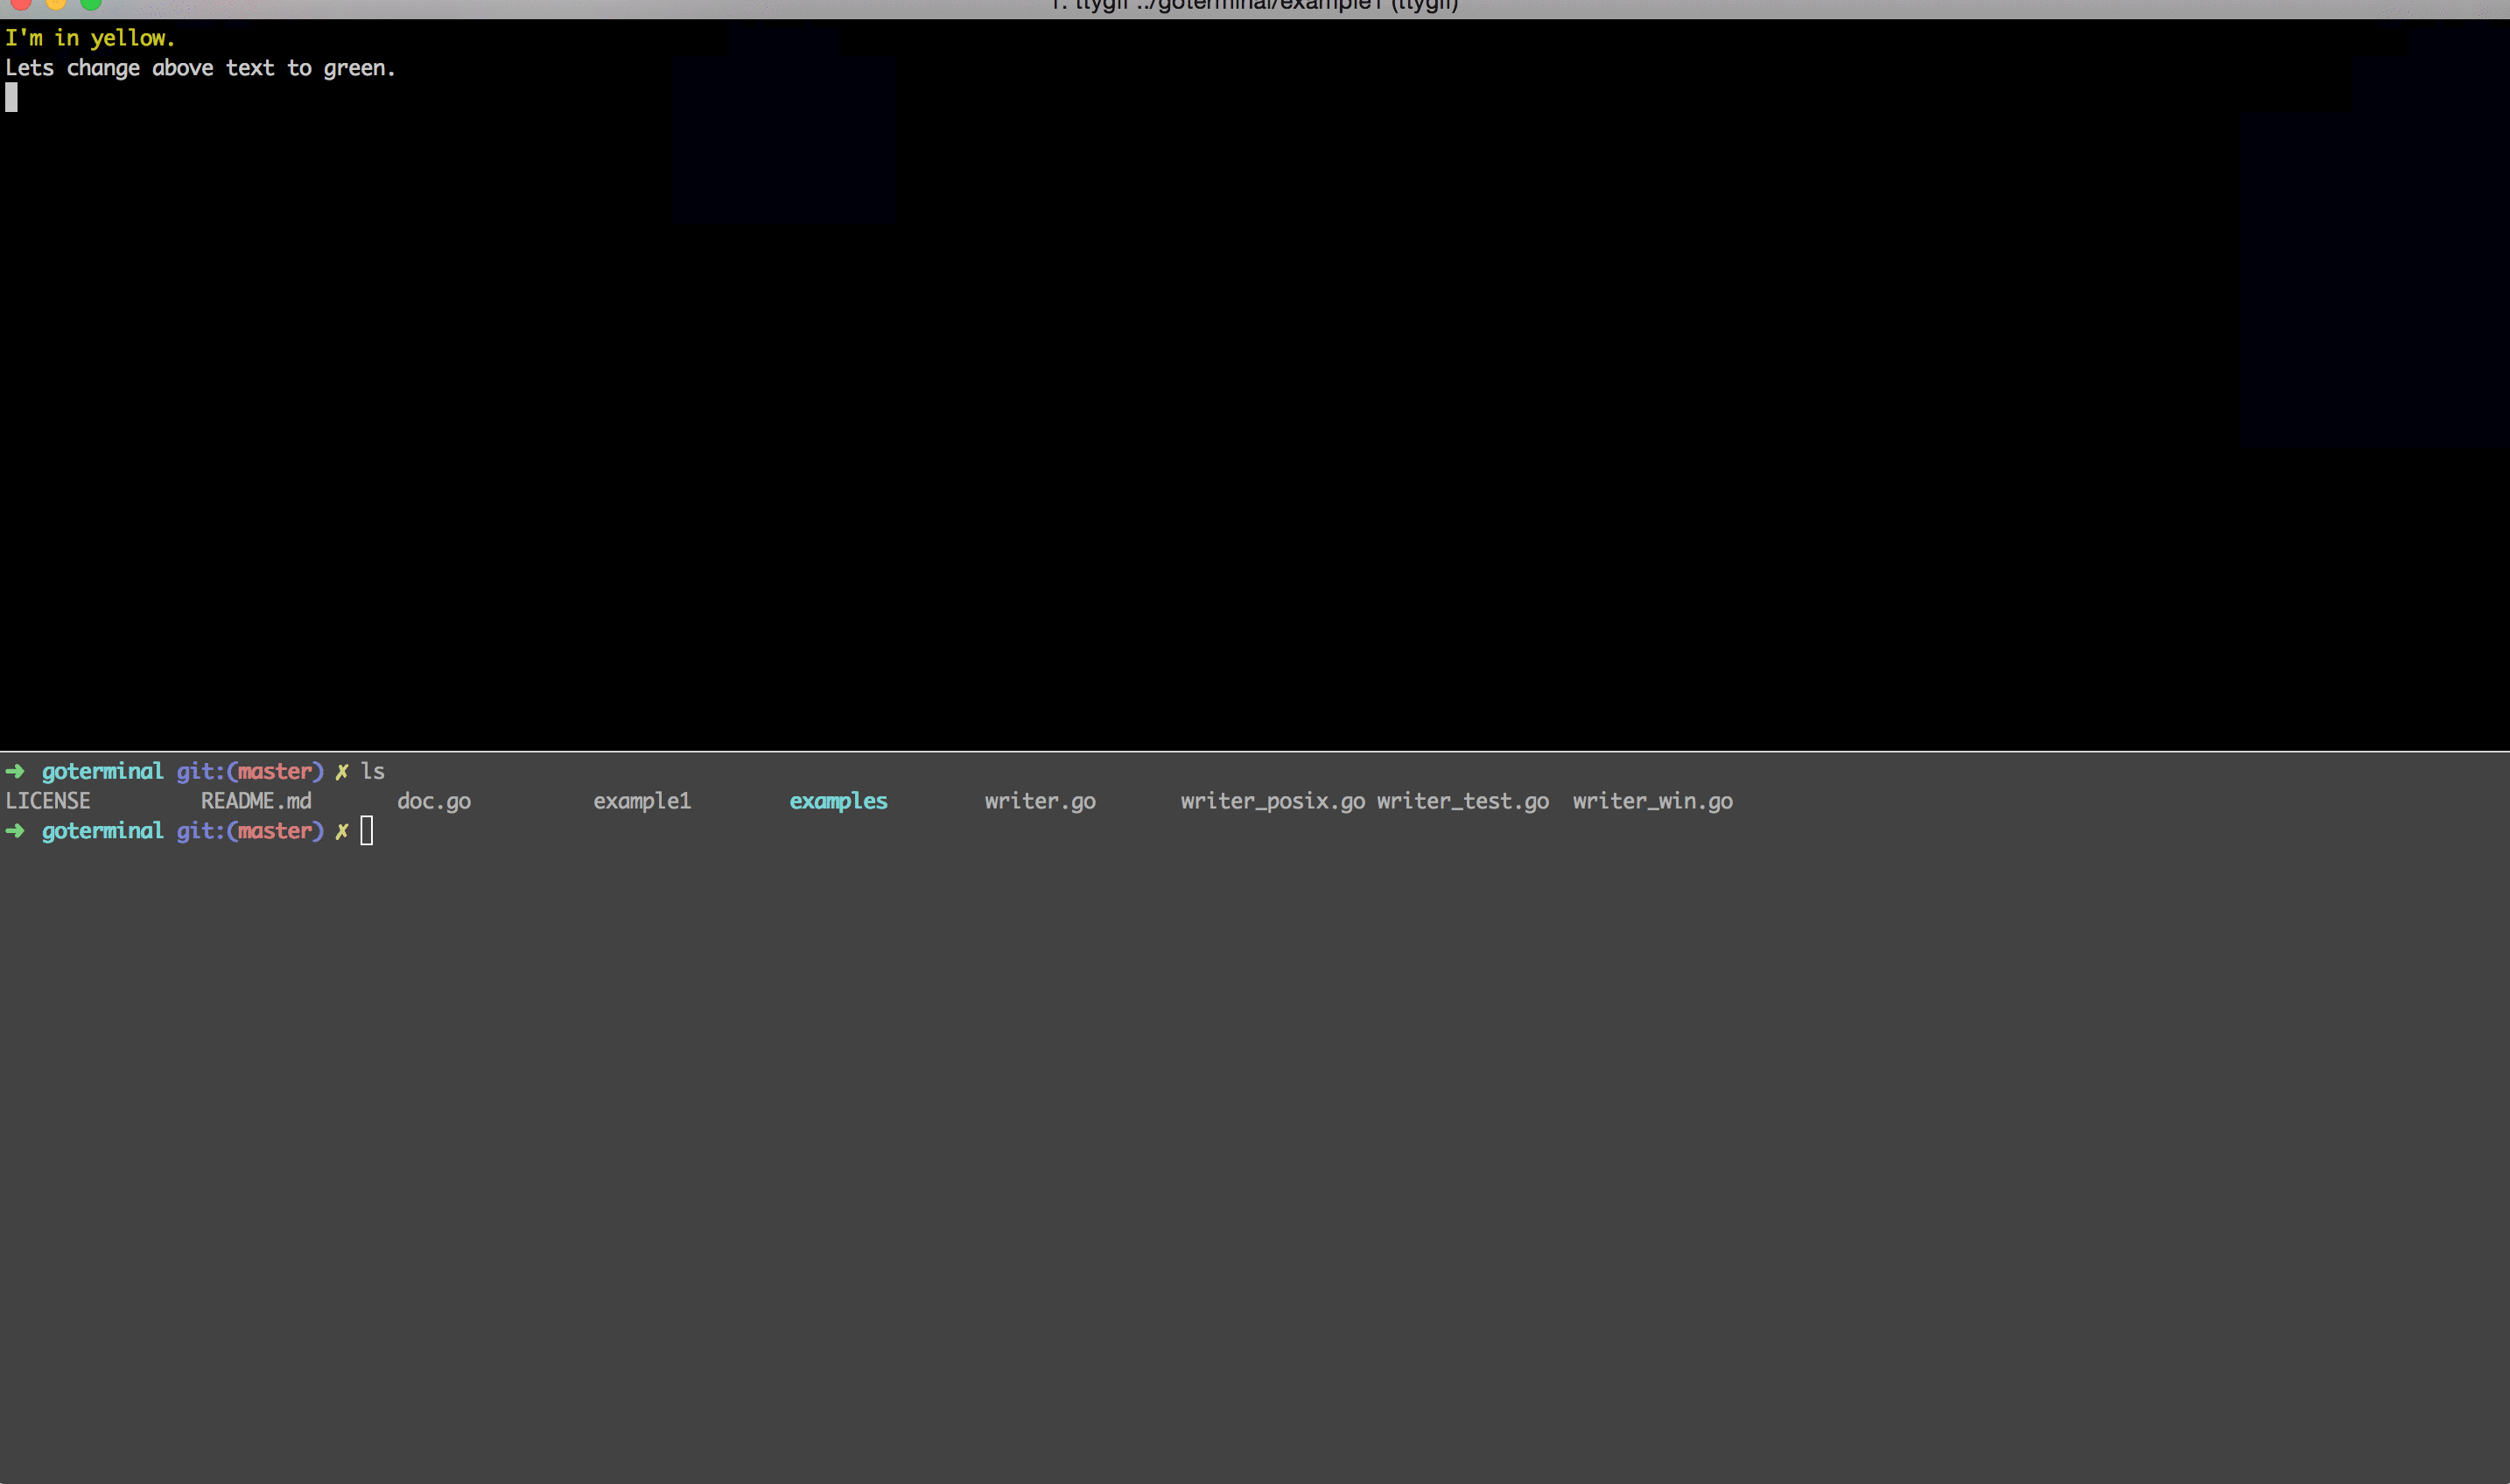 1. ttygif ../goterminal/example1 (ttygif)
I'm in yellow.
Lets change above text to green.
➜ goterminal git:(master) ✗ ls
LICENSE README.md doc.go example1 examples writer.go writer_posix.go writer_test.go writer_win.go
➜ goterminal git:(master) ✗